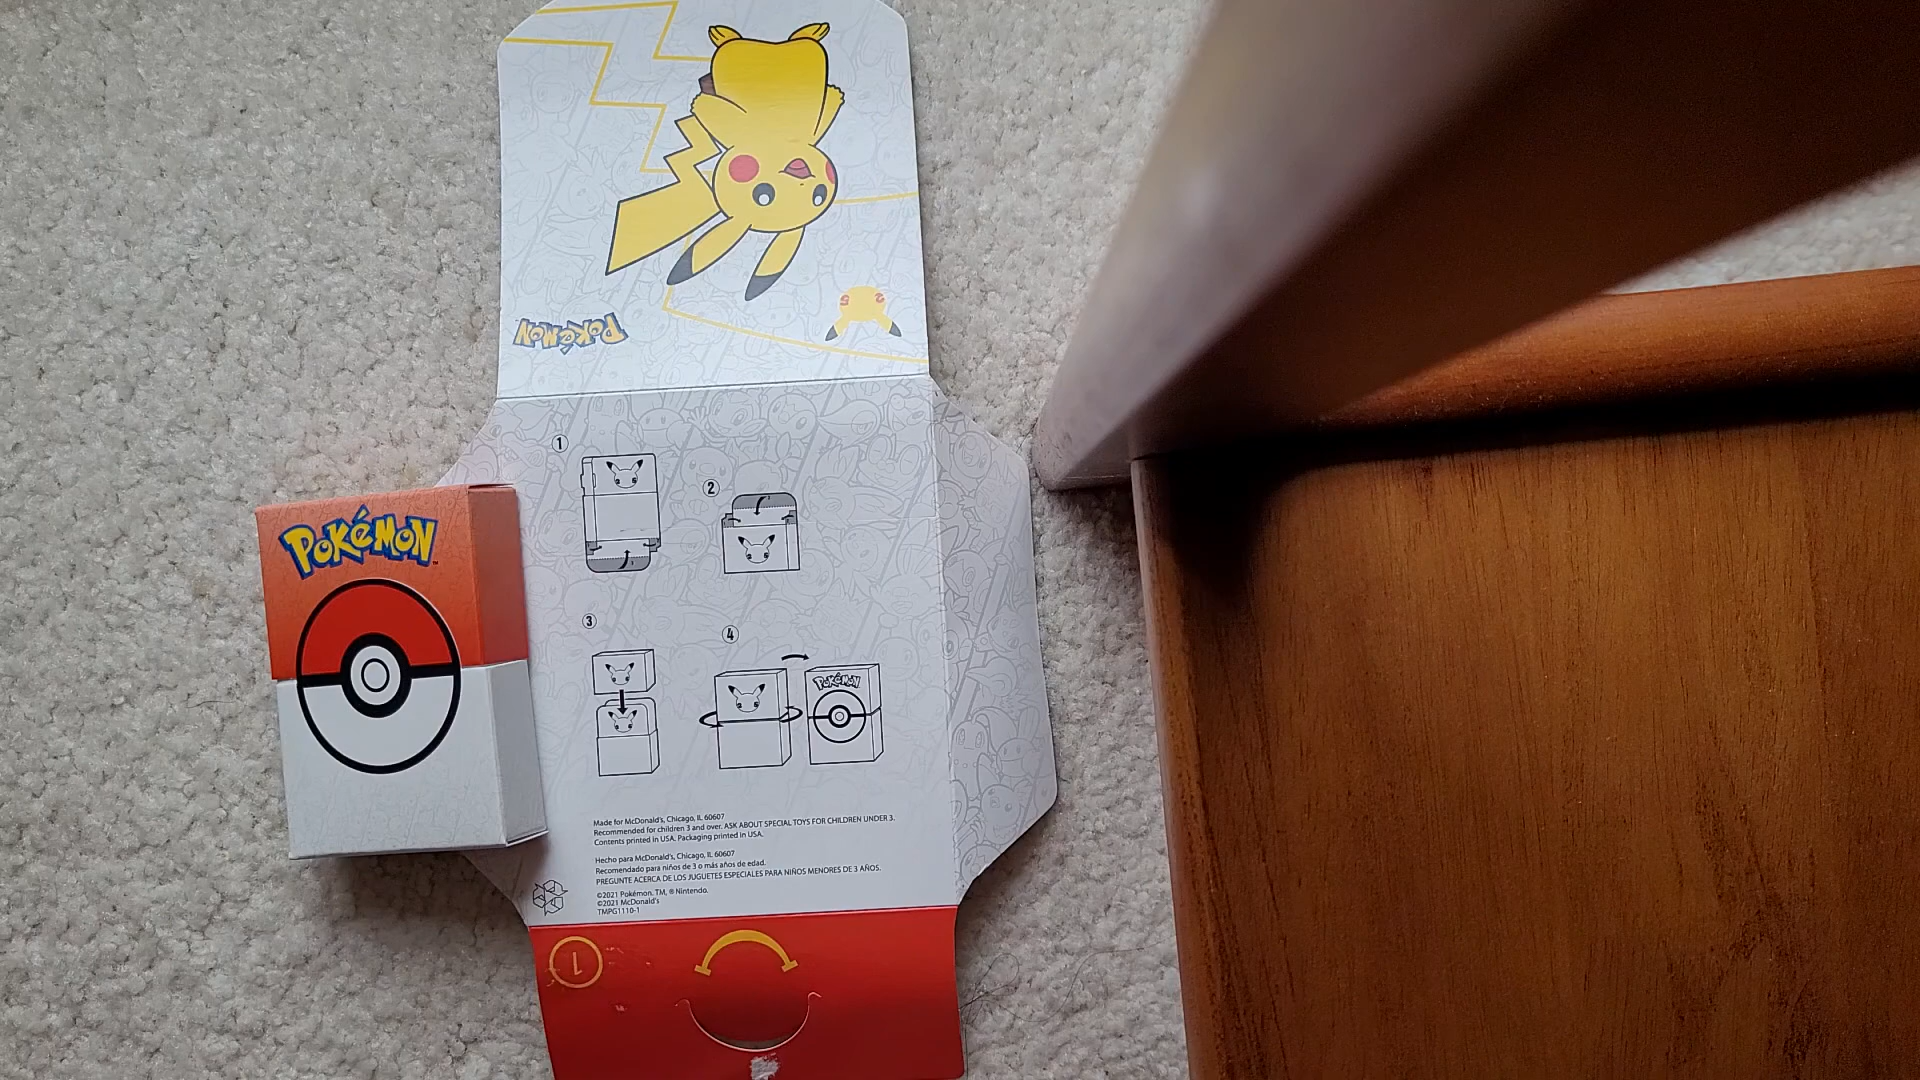 Pokémon
25
1
2
Pokémon
TM
3
4
Pokémon
Made for McDonald's, Chicago, IL 60607
Recommended for children 3 and over. ASK ABOUT SPECIAL TOYS FOR CHILDREN UNDER 3.
Contents printed in USA. Packaging printed in USA.
Hecho para McDonald's, Chicago, IL 60607
Recomendado para niños de 3 o más años de edad.
PREGUNTE ACERCA DE LOS JUGUETES ESPECIALES PARA NIÑOS MENORES DE 3 AÑOS.
©2021 Pokémon. TM, ® Nintendo.
©2021 McDonald's
TMPG1110-1
1